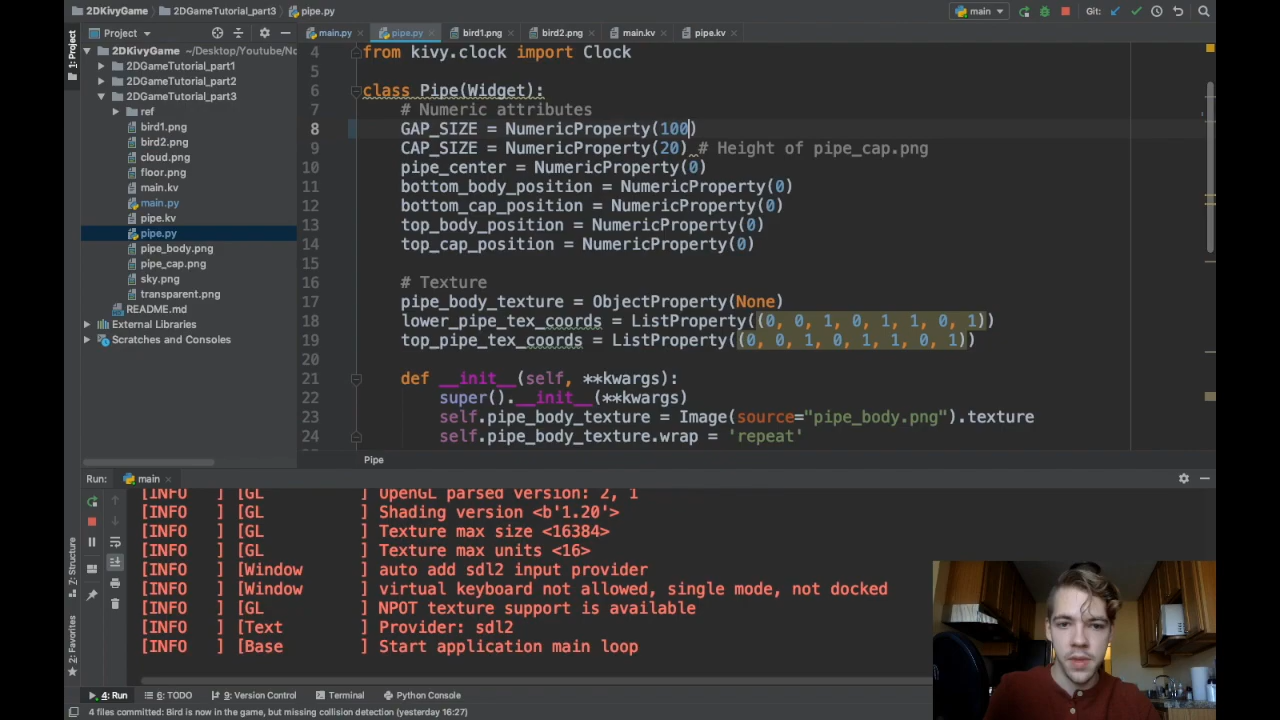 2DKivyGame 2DGameTutorial_part3 pipe.py
main Git:
1: Project
Project
main.py pipe.py bird1.png bird2.png main.kv pipe.kv
2DKivyGame ~/Desktop/Youtube/No
2DGameTutorial_part1
2DGameTutorial_part2
2DGameTutorial_part3
ref
bird1.png
bird2.png
cloud.png
floor.png
main.kv
main.py
pipe.kv
pipe.py
pipe_body.png
pipe_cap.png
sky.png
transparent.png
README.md
External Libraries
Scratches and Consoles
4 from kivy.clock import Clock
5
6 class Pipe(Widget):
7 # Numeric attributes
8 GAP_SIZE = NumericProperty(100)
9 CAP_SIZE = NumericProperty(20) # Height of pipe_cap.png
10 pipe_center = NumericProperty(0)
11 bottom_body_position = NumericProperty(0)
12 bottom_cap_position = NumericProperty(0)
13 top_body_position = NumericProperty(0)
14 top_cap_position = NumericProperty(0)
15
16 # Texture
17 pipe_body_texture = ObjectProperty(None)
18 lower_pipe_tex_coords = ListProperty((0, 0, 1, 0, 1, 1, 0, 1))
19 top_pipe_tex_coords = ListProperty((0, 0, 1, 0, 1, 1, 0, 1))
20
21 def __init__(self, **kwargs):
22 super().__init__(**kwargs)
23 self.pipe_body_texture = Image(source="pipe_body.png").texture
24 self.pipe_body_texture.wrap = 'repeat'
Pipe
Run: main
[INFO ] [GL ] OpenGL parsed version: 2, 1
[INFO ] [GL ] Shading version <b'1.20'>
[INFO ] [GL ] Texture max size <16384>
[INFO ] [GL ] Texture max units <16>
[INFO ] [Window ] auto add sdl2 input provider
[INFO ] [Window ] virtual keyboard not allowed, single mode, not docked
[INFO ] [GL ] NPOT texture support is available
[INFO ] [Text ] Provider: sdl2
[INFO ] [Base ] Start application main loop
7: Structure
2: Favorites
4: Run 6: TODO 9: Version Control Terminal Python Console
4 files committed: Bird is now in the game, but missing collision detection (yesterday 16:27)